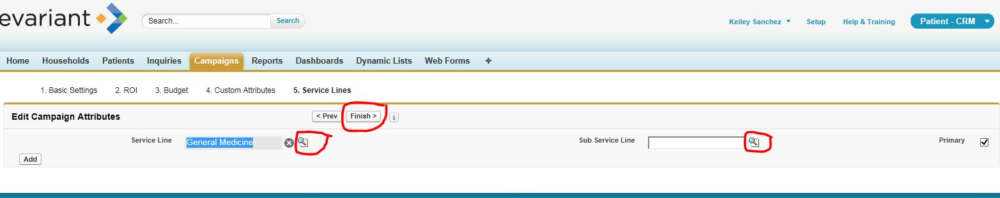 evariant
Search... Search
Kelley Sanchez Setup Help & Training Patient - CRM
Home Households Patients Inquiries Campaigns Reports Dashboards Dynamic Lists Web Forms +
1. Basic Settings 2. ROI 3. Budget 4. Custom Attributes 5. Service Lines
Edit Campaign Attributes < Prev Finish > i
Service Line General Medicine Sub Service Line Primary
Add